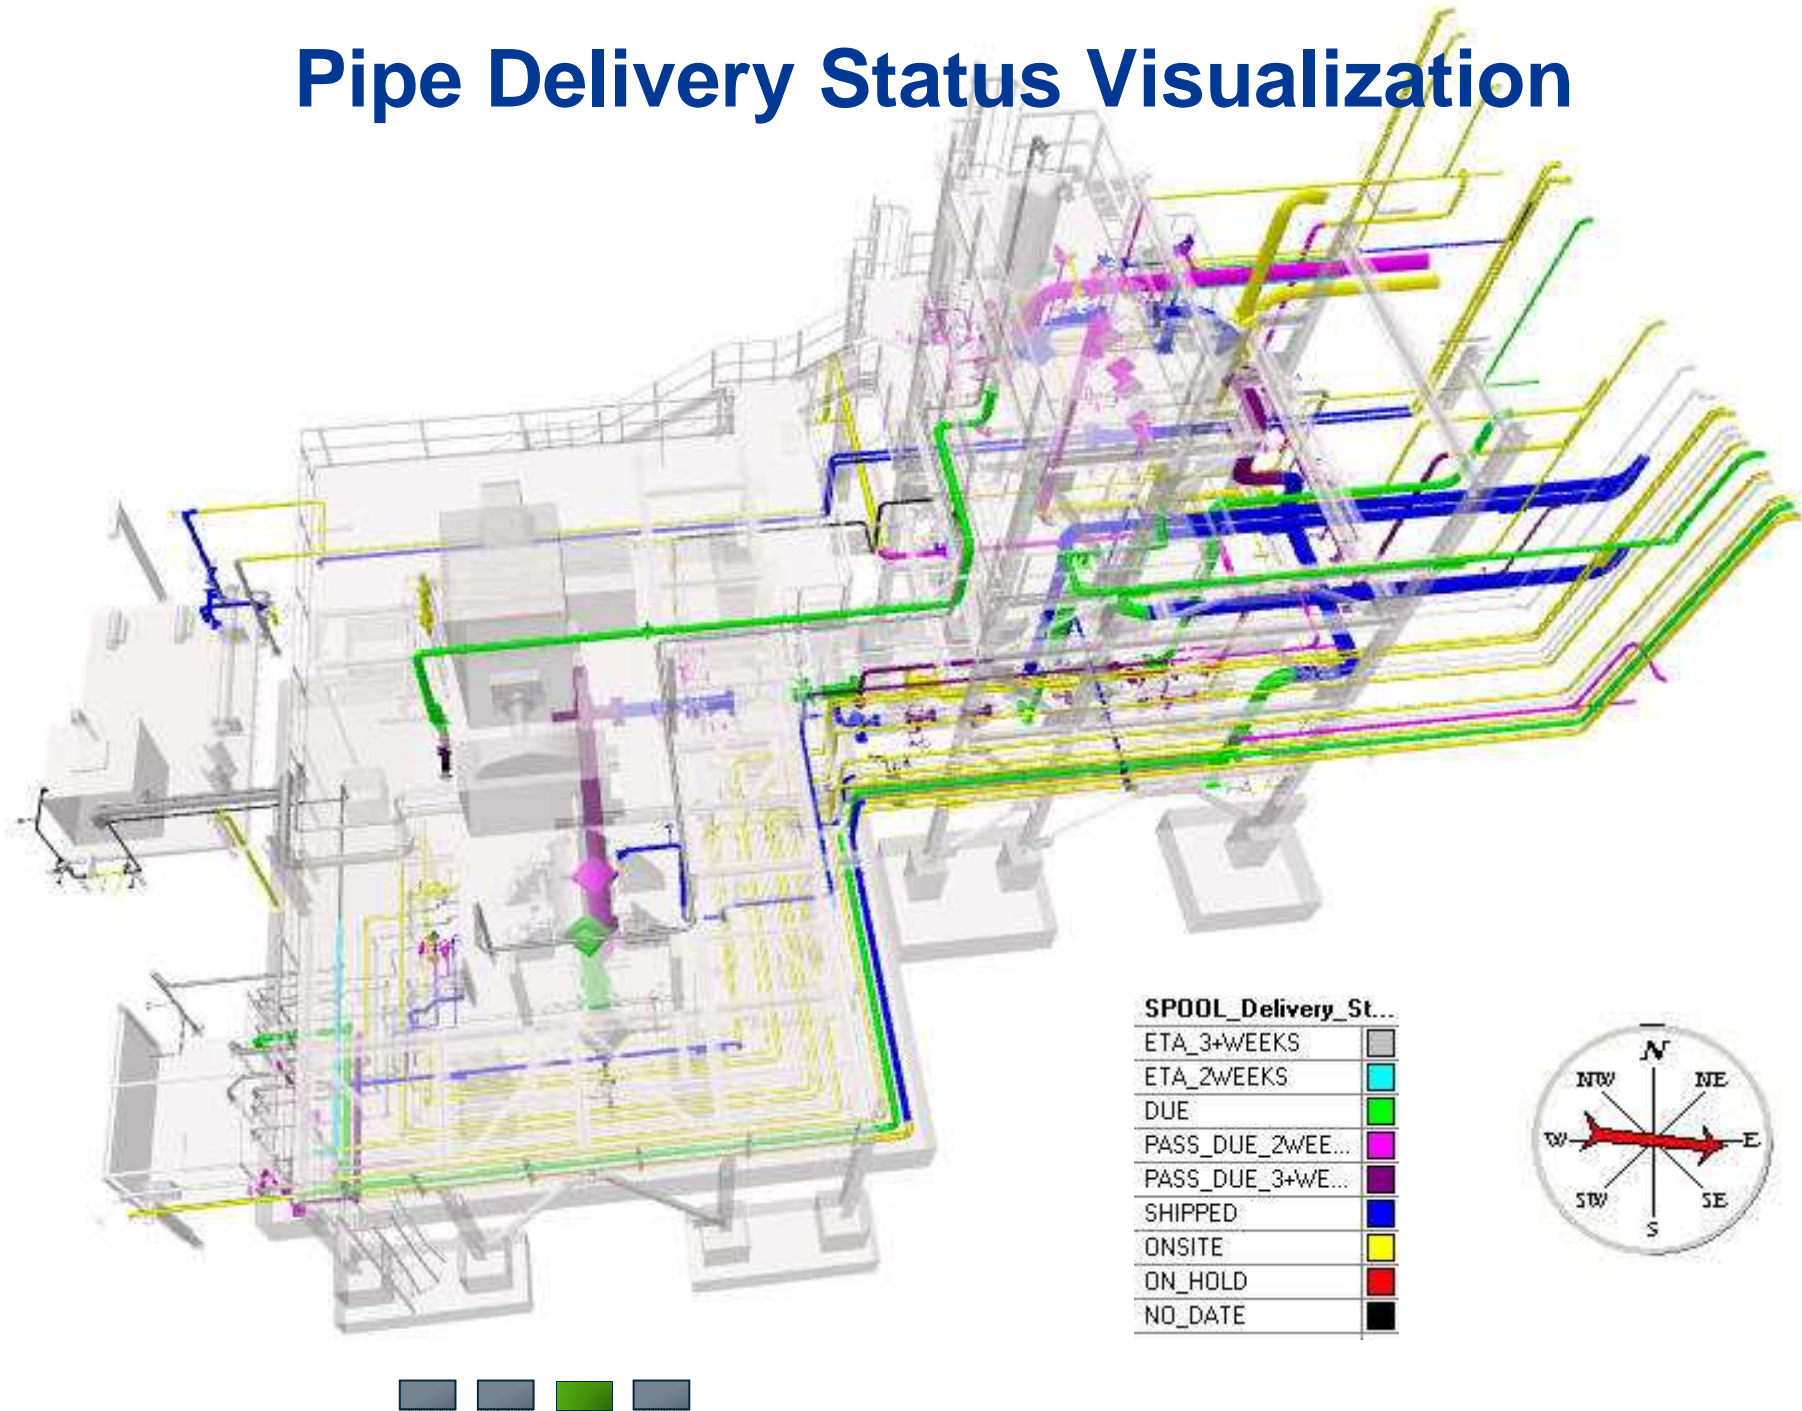 Pipe Delivery Status Visualization
SPOOL_Delivery_St...
ETA_3+WEEKS
ETA_2WEEKS
DUE
PASS_DUE_2WEE...
PASS_DUE_3+WE...
SHIPPED
ONSITE
ON_HOLD
NO_DATE
N
NW NE
W E
SW SE
S